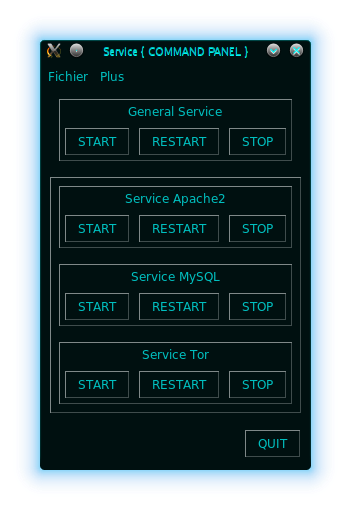 Service { COMMAND PANEL }
Fichier Plus
General Service
START RESTART STOP
Service Apache2
START RESTART STOP
Service MySQL
START RESTART STOP
Service Tor
START RESTART STOP
QUIT